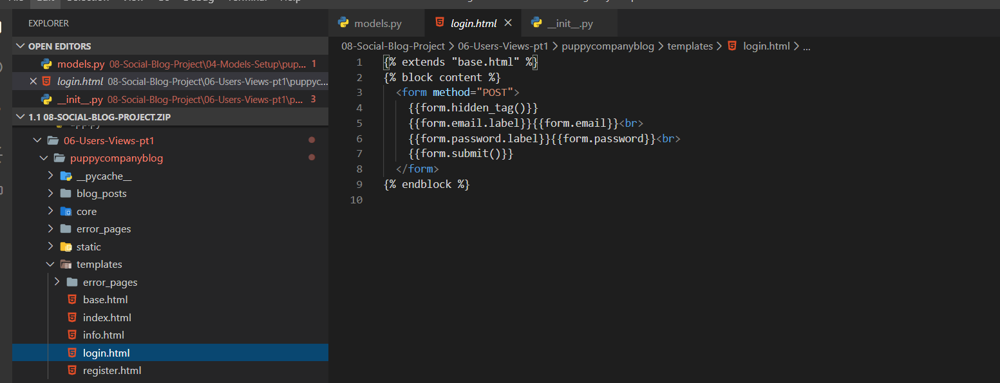 EXPLORER
OPEN EDITORS
models.py 08-Social-Blog-Project\04-Models-Setup\pup... 1
login.html 08-Social-Blog-Project\06-Users-Views-pt1\puppyc...
__init__.py 08-Social-Blog-Project\06-Users-Views-pt1\p... 3
1.1 08-SOCIAL-BLOG-PROJECT.ZIP
06-Users-Views-pt1
puppycompanyblog
__pycache__
blog_posts
core
error_pages
static
templates
error_pages
base.html
index.html
info.html
login.html
register.html
models.py login.html __init__.py
08-Social-Blog-Project > 06-Users-Views-pt1 > puppycompanyblog > templates > login.html > ...
1 {% extends "base.html" %}
2 {% block content %}
3 <form method="POST">
4 {{form.hidden_tag()}}
5 {{form.email.label}}{{form.email}}<br>
6 {{form.password.label}}{{form.password}}<br>
7 {{form.submit()}}
8 </form>
9 {% endblock %}
10